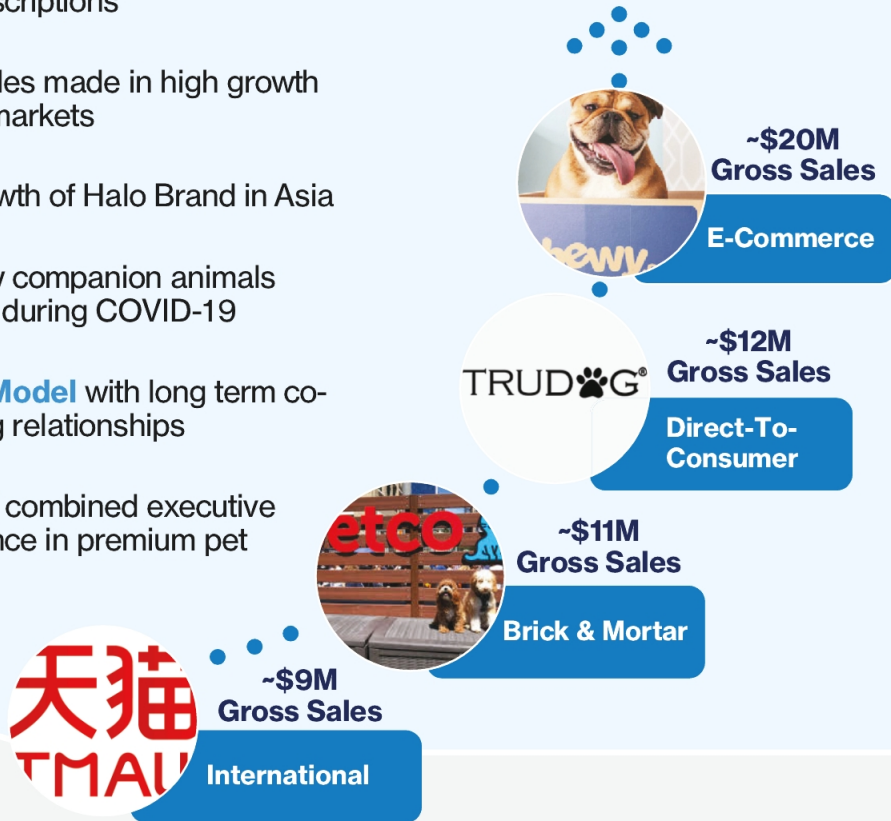 scriptions
les made in high growth
markets
wth of Halo Brand in Asia
companion animals
during COVID-19
Model with long term co-
relationships
combined executive
nce in premium pet
~$20M
Gross Sales
E-Commerce
hewy.
~$12M
Gross Sales
TRUDOG®
Direct-To-
Consumer
~$11M
Gross Sales
etco
Brick & Mortar
~$9M
Gross Sales
天猫
TMALL
International